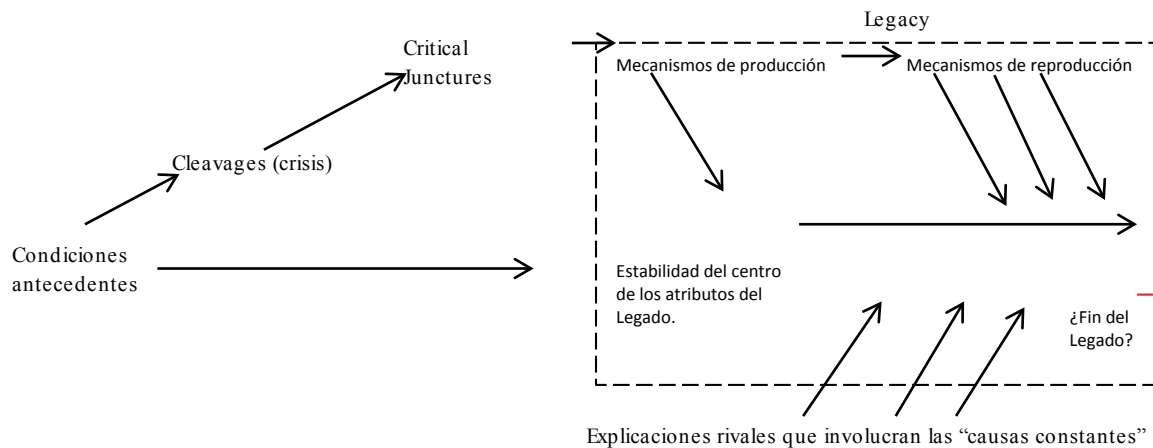 Legacy
Critical
Junctures
Mecanismos de producción
Mecanismos de reproducción
Cleavages (crisis)
Condiciones
antecedentes
Estabilidad del centro
de los atributos del
Legado.
¿Fin del
Legado?
Explicaciones rivales que involucran las “causas constantes”